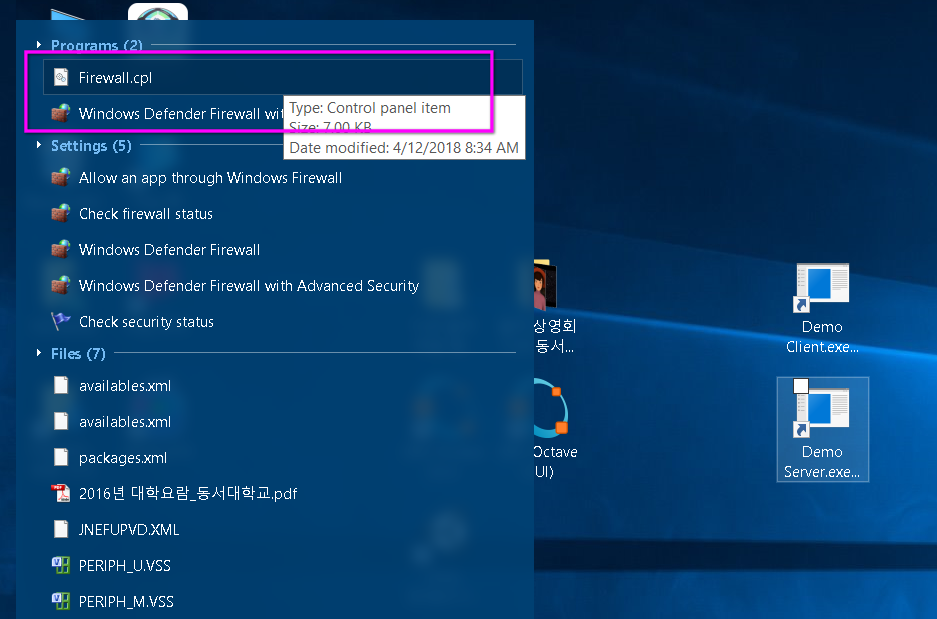 Programs (2)
Firewall.cpl
Windows Defender Firewall wit
Type: Control panel item
Size: 7.00 KB
Date modified: 4/12/2018 8:34 AM
Settings (5)
Allow an app through Windows Firewall
Check firewall status
Windows Defender Firewall
Windows Defender Firewall with Advanced Security
Check security status
Files (7)
availables.xml
availables.xml
packages.xml
2016년 대학요람_동서대학교.pdf
JNEFUPVD.XML
PERIPH_U.VSS
PERIPH_M.VSS
상영회
동서...
Octave
UI)
Demo
Client.exe...
Demo
Server.exe...